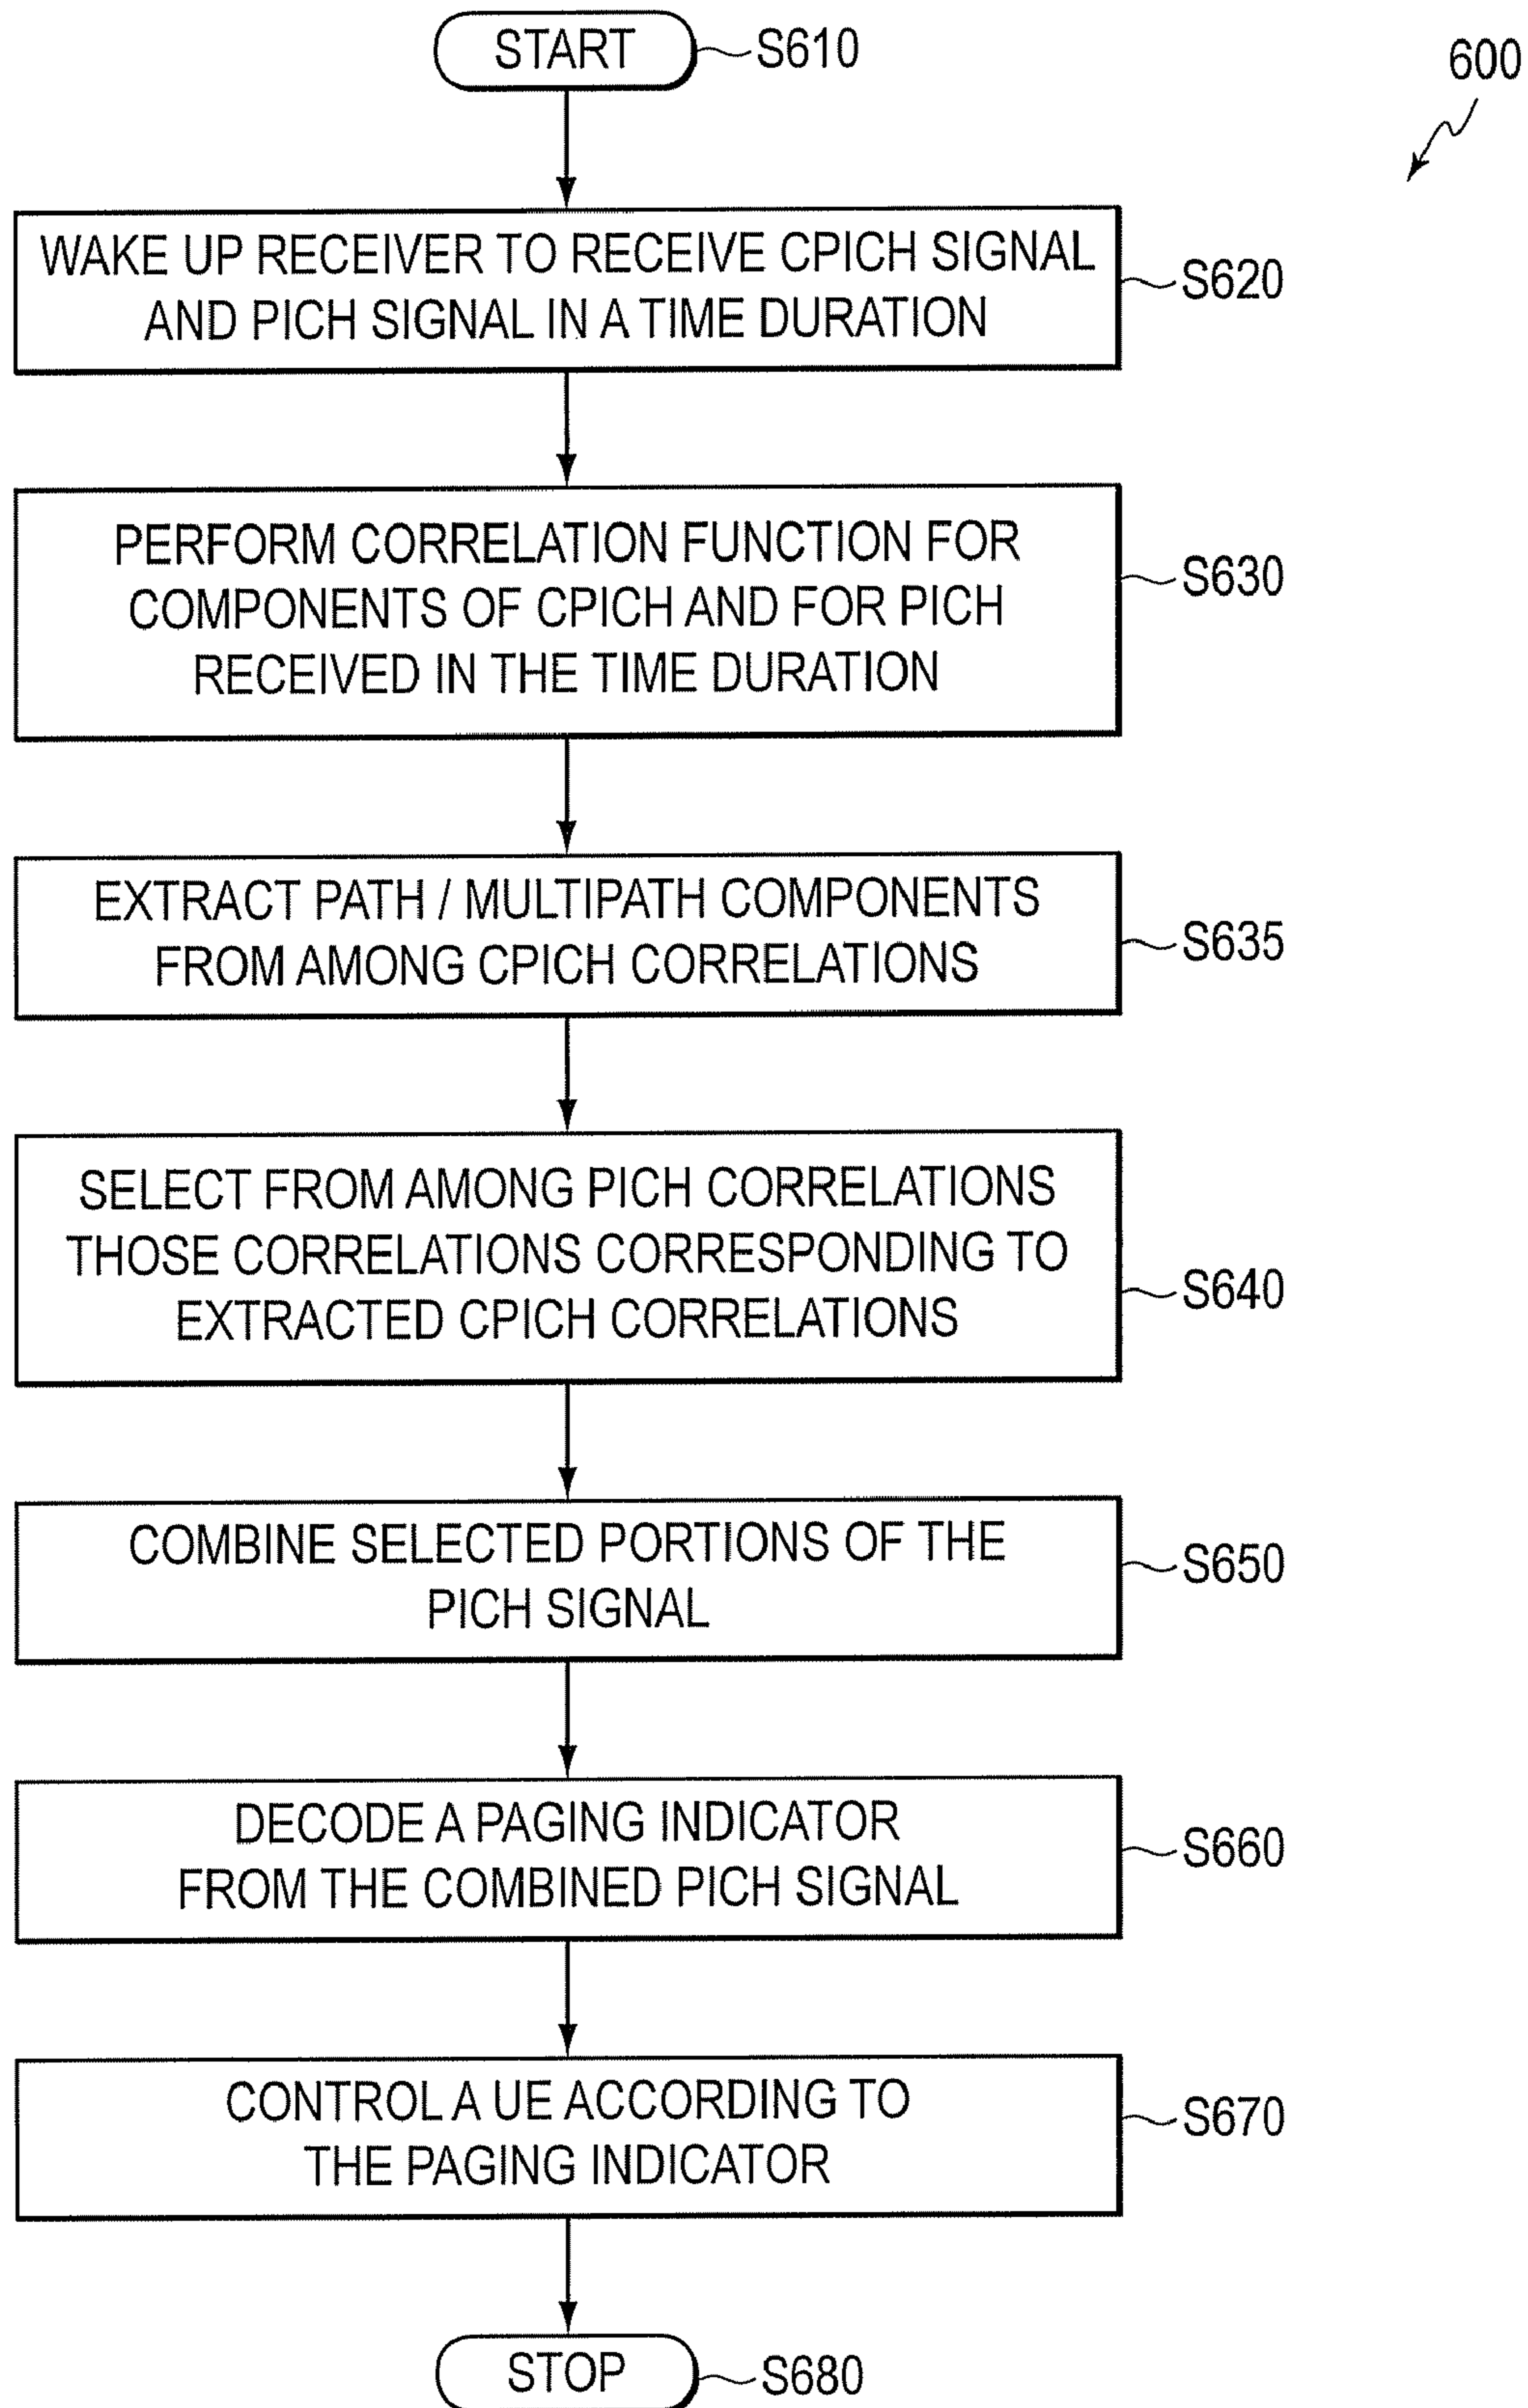 START
S610
600
WAKE UP RECEIVER TO RECEIVE CPICH SIGNAL
AND PICH SIGNAL IN A TIME DURATION
S620
PERFORM CORRELATION FUNCTION FOR
COMPONENTS OF CPICH AND FOR PICH
RECEIVED IN THE TIME DURATION
S630
EXTRACT PATH / MULTIPATH COMPONENTS
FROM AMONG CPICH CORRELATIONS
S635
SELECT FROM AMONG PICH CORRELATIONS
THOSE CORRELATIONS CORRESPONDING TO
EXTRACTED CPICH CORRELATIONS
S640
COMBINE SELECTED PORTIONS OF THE
PICH SIGNAL
S650
DECODE A PAGING INDICATOR
FROM THE COMBINED PICH SIGNAL
S660
CONTROL A UE ACCORDING TO
THE PAGING INDICATOR
S670
STOP
S680